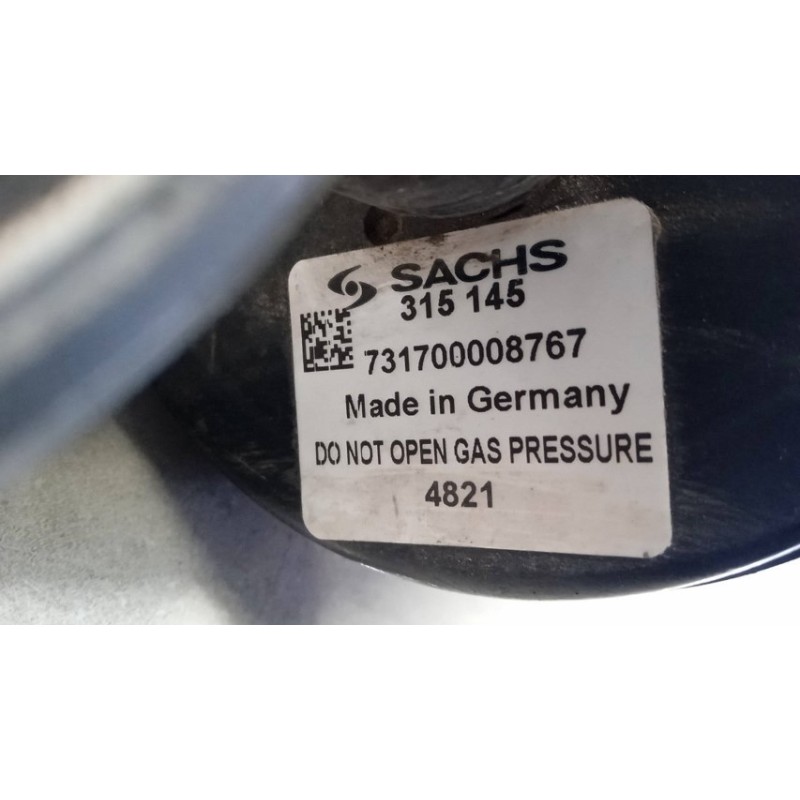 SACHS
315 145
731700008767
Made in Germany
DO NOT OPEN GAS PRESSURE
4821